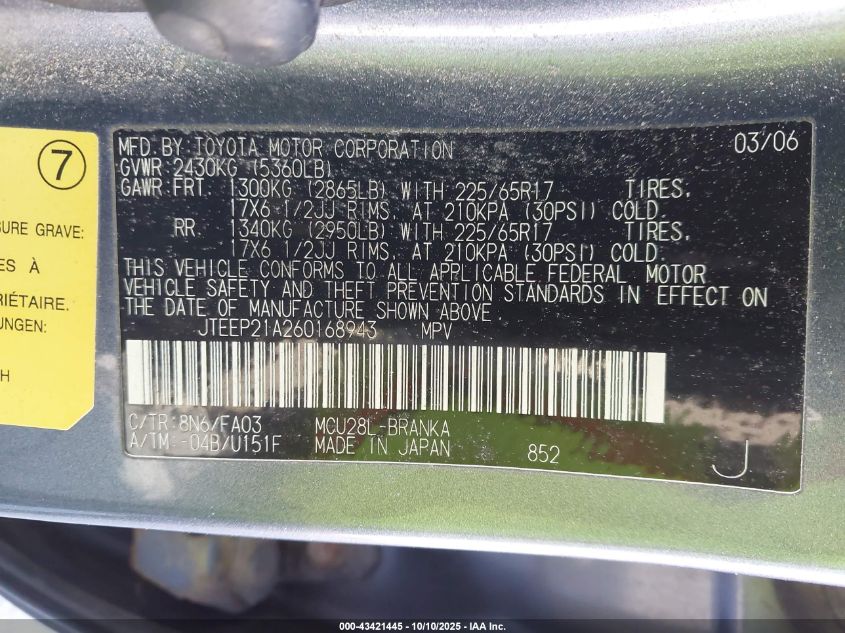 7
SURE GRAVE:
ES À
RIÉTAIRE.
UNGEN:
H
MFD. BY: TOYOTA MOTOR CORPORATION 03/06
GVWR 2430KG (5360LB)
GAWR FRT. 1300KG (2865LB) WITH 225/65R17 TIRES,
17X6 1/2JJ RIMS, AT 210KPA (30PSI) COLD.
RR. 1340KG (2950LB) WITH 225/65R17 TIRES,
17X6 1/2JJ RIMS, AT 210KPA (30PSI) COLD.
THIS VEHICLE CONFORMS TO ALL APPLICABLE FEDERAL MOTOR
VEHICLE SAFETY AND THEFT PREVENTION STANDARDS IN EFFECT ON
THE DATE OF MANUFACTURE SHOWN ABOVE.
JTEEP21A260168943 MPV
C/TR: 8N6/FA03 MCU28L-BRANKA
A/TM: -04B/U151F MADE IN JAPAN 852 J
000-43421445 - 10/10/2025 - IAA Inc.